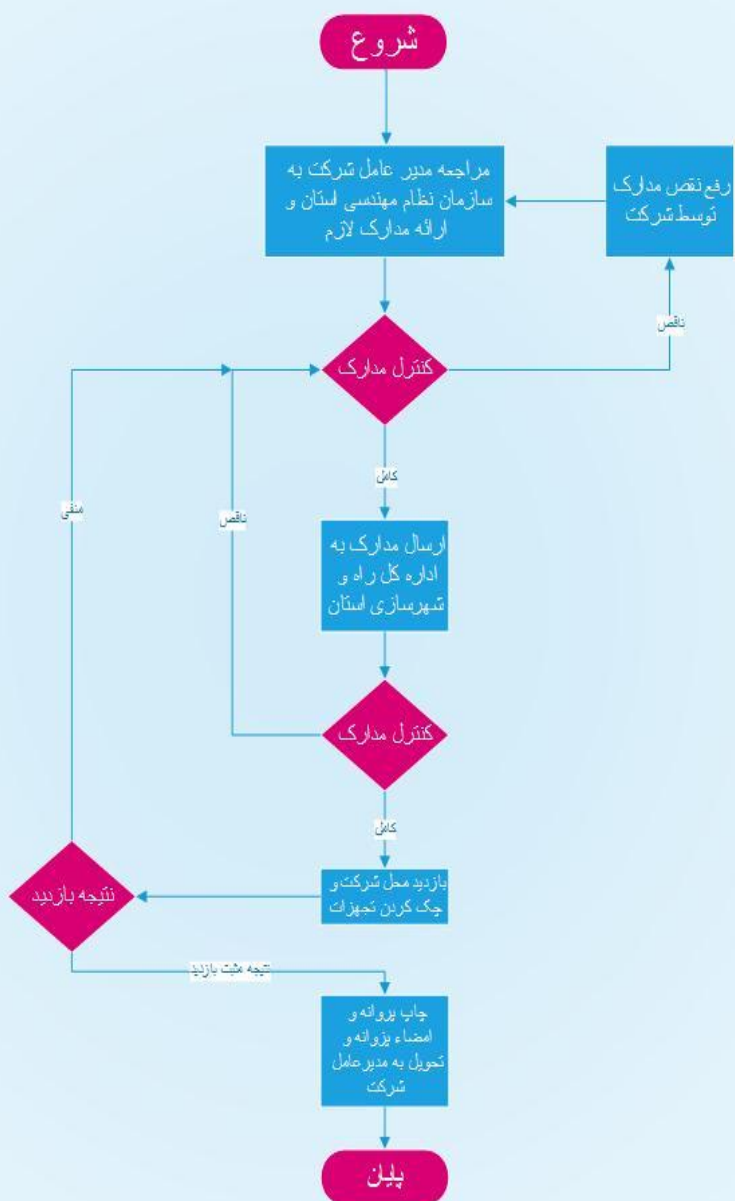 شروع
مراجعه مدیر عامل شرکت به
سازمان نظام مهندسی استان و
ارائه مدارک لازم
رفع نقص مدارک
توسط شرکت
ناقص
کنترل مدارک
کامل
منفی
ناقص
ارسال مدارک به
اداره کل راه و
شهرسازی استان
کنترل مدارک
کامل
بازدید محل شرکت و
چک کردن تجهزات
نتیجه بازدید
نتیجه مثبت بازدید
چاپ پروانه و
امضاء پروانه و
تحویل به مدیرعامل
شرکت
پایان